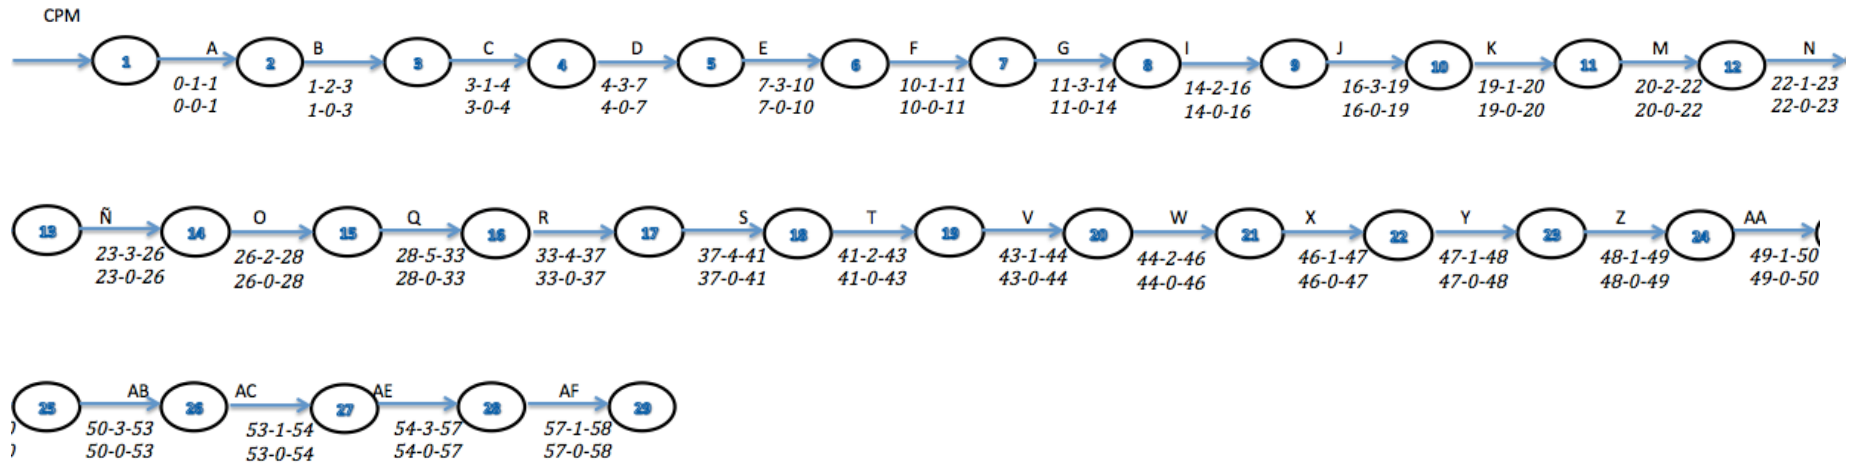 CPM
A B C D E F G I J K M N
1 2 3 4 5 6 7 8 9 10 11 12
0-1-1 1-2-3 3-1-4 4-3-7 7-3-10 10-1-11 11-3-14 14-2-16 16-3-19 19-1-20 20-2-22 22-1-23
0-0-1 1-0-3 3-0-4 4-0-7 7-0-10 10-0-11 11-0-14 14-0-16 16-0-19 19-0-20 20-0-22 22-0-23
Ñ O Q R S T V W X Y Z AA
13 14 15 16 17 18 19 20 21 22 23 24
23-3-26 26-2-28 28-5-33 33-4-37 37-4-41 41-2-43 43-1-44 44-2-46 46-1-47 47-1-48 48-1-49 49-1-50
23-0-26 26-0-28 28-0-33 33-0-37 37-0-41 41-0-43 43-0-44 44-0-46 46-0-47 47-0-48 48-0-49 49-0-50
AB AC AE AF
25 26 27 28 29
50-3-53 53-1-54 54-3-57 57-1-58
50-0-53 53-0-54 54-0-57 57-0-58